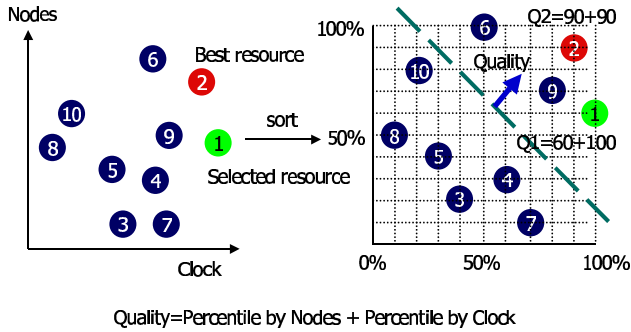 Nodes
6
Best resource
2
10
8
9
1
5
4
Selected resource
3
7
Clock
sort
100%
50%
0%
50%
100%
Q2=90+90
6
2
Quality
10
9
1
8
Q1=60+100
5
4
3
7
Quality=Percentile by Nodes + Percentile by Clock